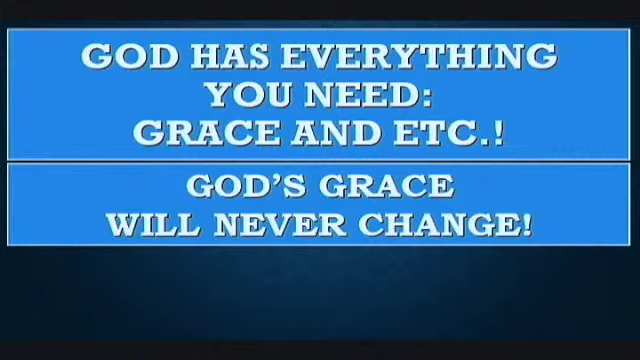 GOD HAS EVERYTHING
YOU NEED:
GRACE AND ETC.!
GOD'S GRACE
WILL NEVER CHANGE!